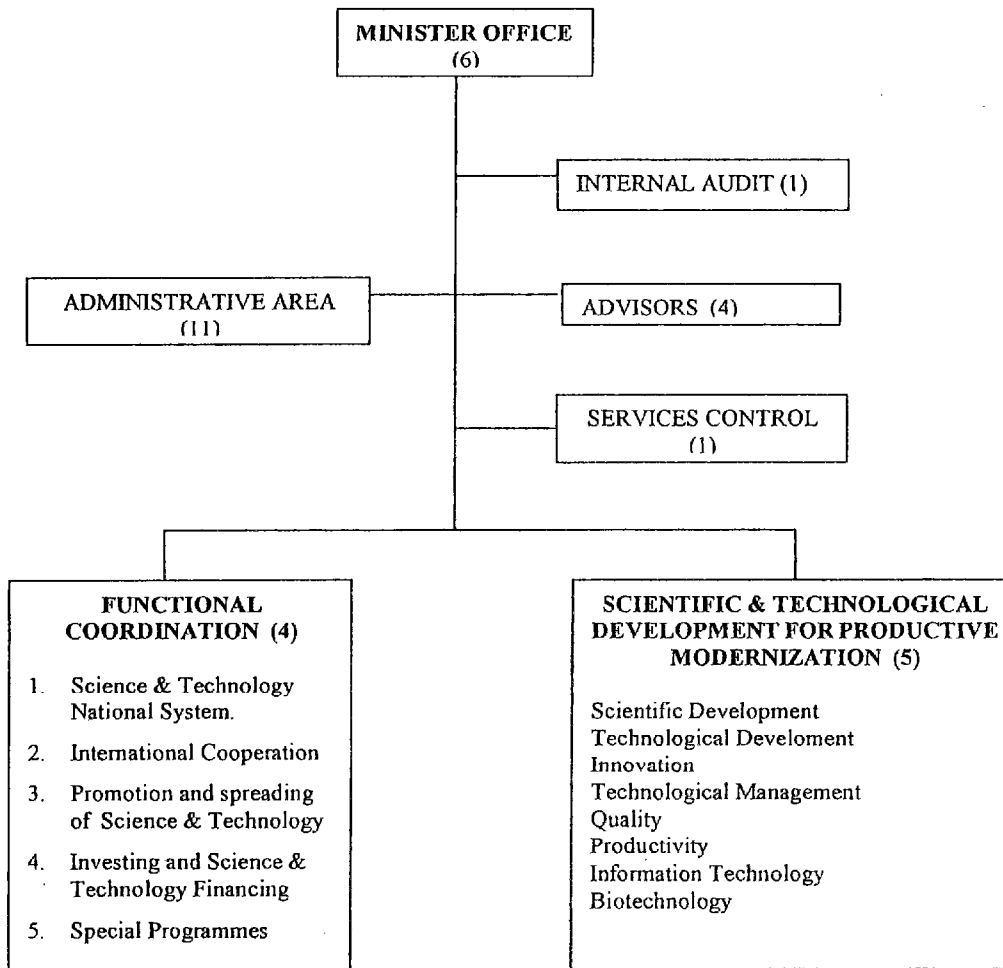 MINISTER OFFICE
(6)
INTERNAL AUDIT (1)
ADMINISTRATIVE AREA
(11)
ADVISORS (4)
SERVICES CONTROL
(1)
FUNCTIONAL
COORDINATION (4)
1. Science & Technology
National System.
2. International Cooperation
3. Promotion and spreading
of Science & Technology
4. Investing and Science &
Technology Financing
5. Special Programmes
SCIENTIFIC & TECHNOLOGICAL
DEVELOPMENT FOR PRODUCTIVE
MODERNIZATION (5)
Scientific Development
Technological Develoment
Innovation
Technological Management
Quality
Productivity
Information Technology
Biotechnology